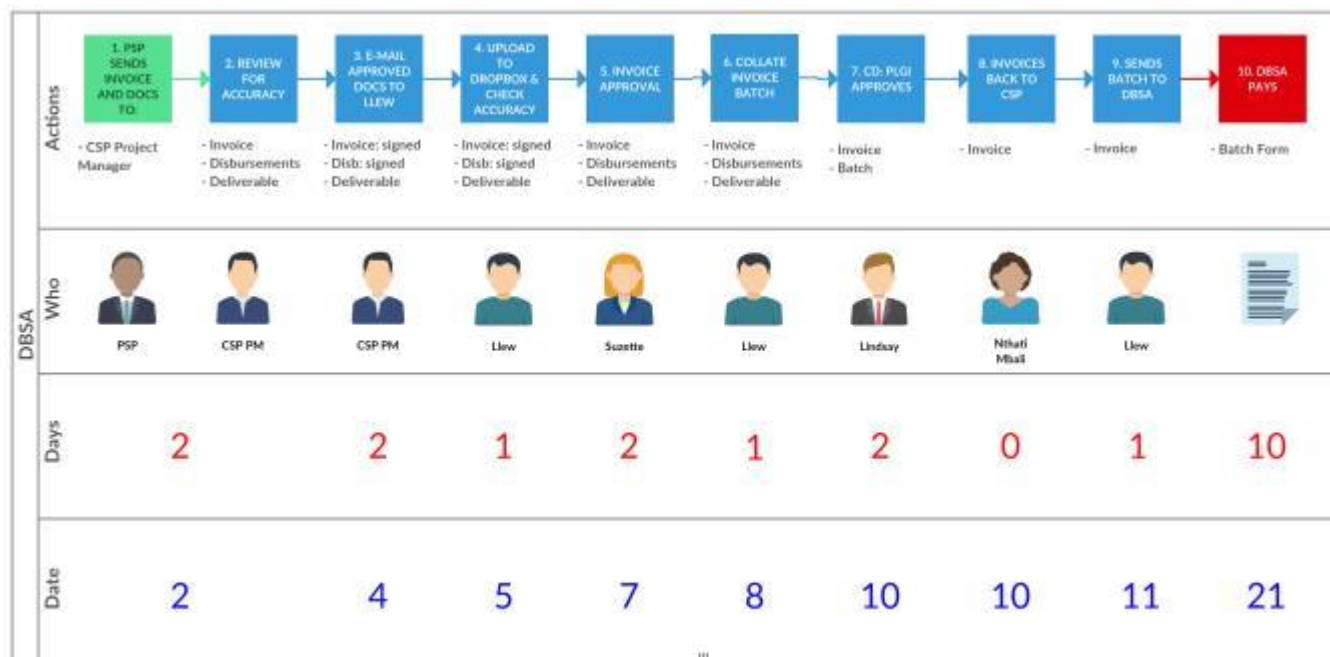 DBSA
Actions
1. PSP
SENDS
INVOICE
AND DOCS
TO:
2. REVIEW
FOR
ACCURACY
3. E-MAIL
APPROVED
DOCS TO
LLEW
4. UPLOAD
TO
DROPBOX &
CHECK
ACCURACY
5. INVOICE
APPROVAL
6. COLLATE
INVOICE
BATCH
7. CD: PLGI
APPROVES
8. INVOICES
BACK TO
CSP
9. SENDS
BATCH TO
DBSA
10. DBSA
PAYS
- CSP Project
Manager
- Invoice
- Disbursements
- Deliverable
- Invoice: signed
- Disb: signed
- Deliverable
- Invoice: signed
- Disb: signed
- Deliverable
- Invoice
- Disbursements
- Deliverable
- Invoice
- Disbursements
- Deliverable
- Invoice
- Batch
- Invoice
- Invoice
- Batch Form
Who
PSP
CSP PM
CSP PM
Llew
Suzette
Llew
Lindsay
Nthati
Mbali
Llew
Days
2
2
1
2
1
2
0
1
10
Date
2
4
5
7
8
10
10
11
21